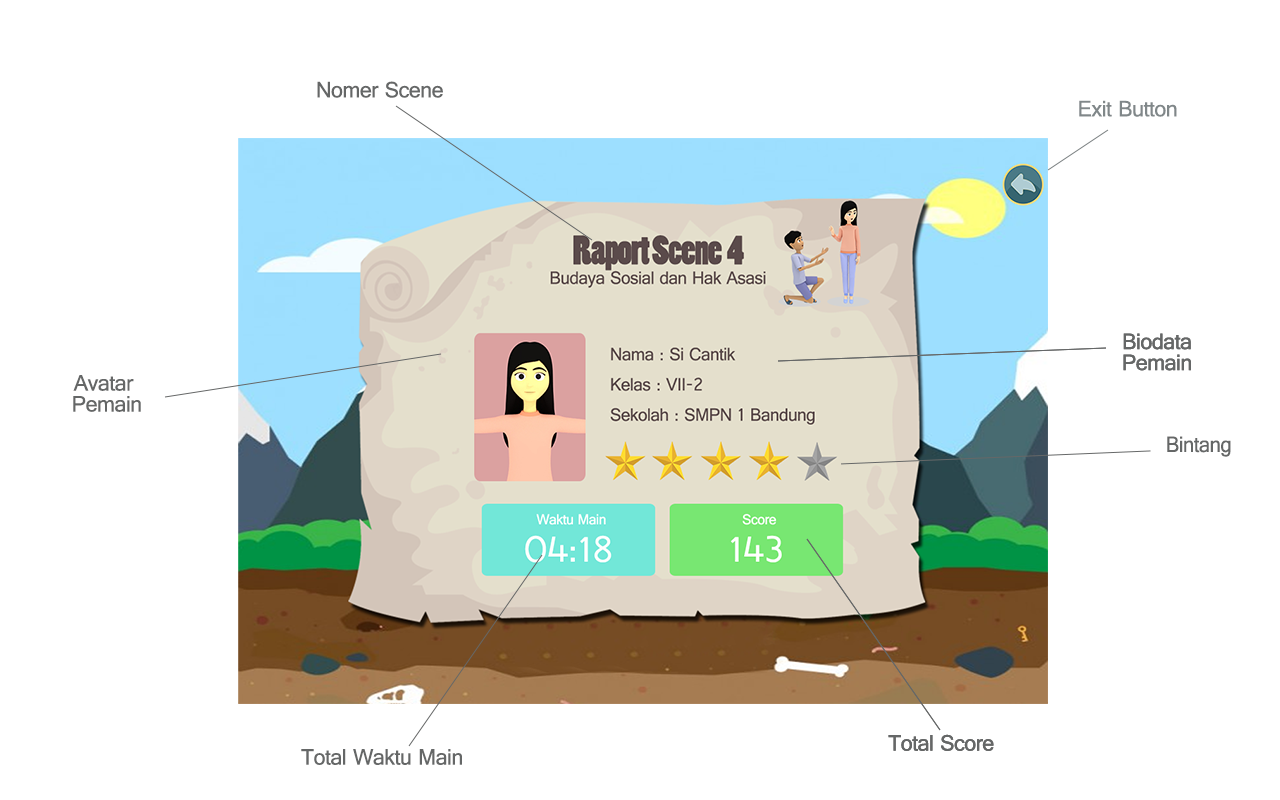 Nomer Scene
Exit Button
Raport Scene 4
Budaya Sosial dan Hak Asasi
Avatar
Pemain
Nama : Si Cantik
Kelas : VII-2
Sekolah : SMPN 1 Bandung
Biodata
Pemain
Bintang
Waktu Main
04:18
Score
143
Total Waktu Main
Total Score